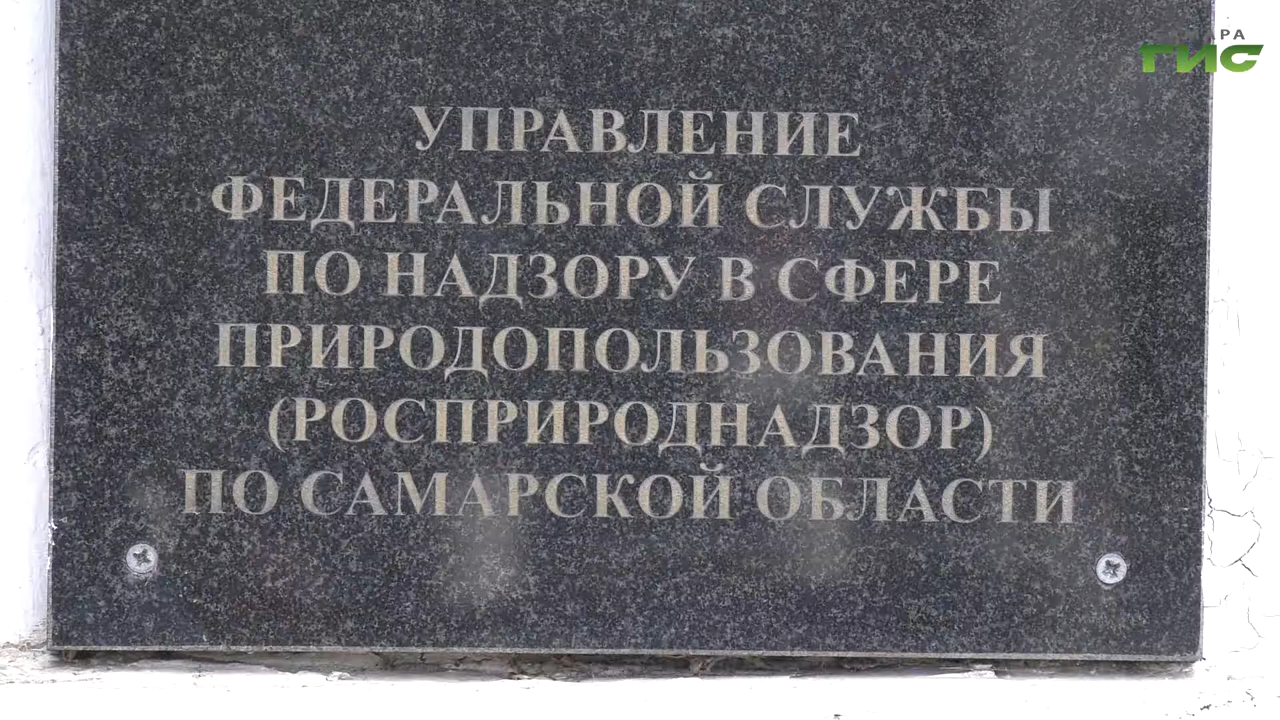 УПРАВЛЕНИЕ
ФЕДЕРАЛЬНОЙ СЛУЖБЫ
ПО НАДЗОРУ В СФЕРЕ
ПРИРОДОПОЛЬЗОВАНИЯ
(РОСПРИРОДНАДЗОР)
ПО САМАРСКОЙ ОБЛАСТИ
ГИС